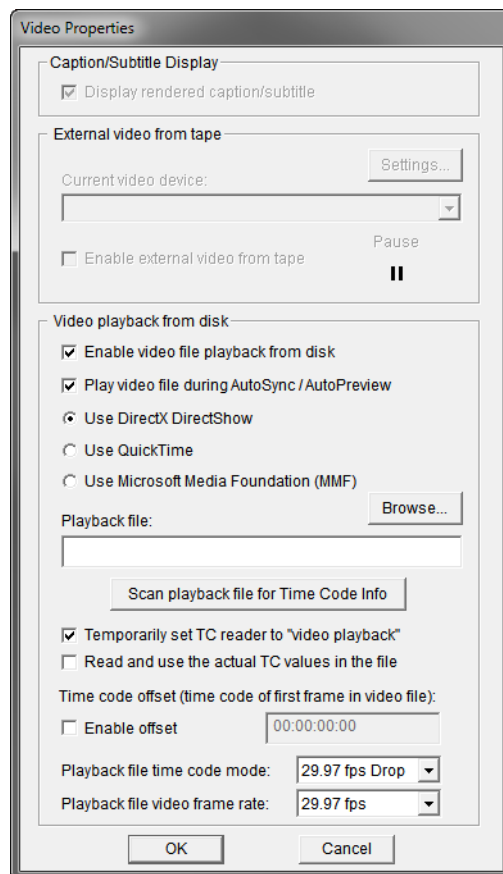 Video Properties
Caption/Subtitle Display
Display rendered caption/subtitle
External video from tape
Settings...
Current video device:
Pause
Enable external video from tape
Video playback from disk
Enable video file playback from disk
Play video file during AutoSync / AutoPreview
Use DirectX DirectShow
Use QuickTime
Use Microsoft Media Foundation (MMF)
Browse...
Playback file:
Scan playback file for Time Code Info
Temporarily set TC reader to "video playback"
Read and use the actual TC values in the file
Time code offset (time code of first frame in video file):
Enable offset 00:00:00:00
Playback file time code mode: 29.97 fps Drop
Playback file video frame rate: 29.97 fps
OK Cancel